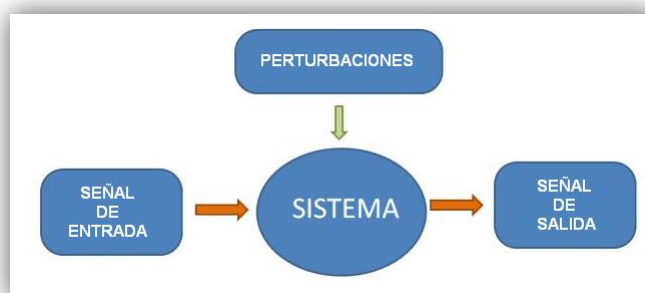 PERTURBACIONES
SEÑAL
DE
ENTRADA
SISTEMA
SEÑAL
DE
SALIDA